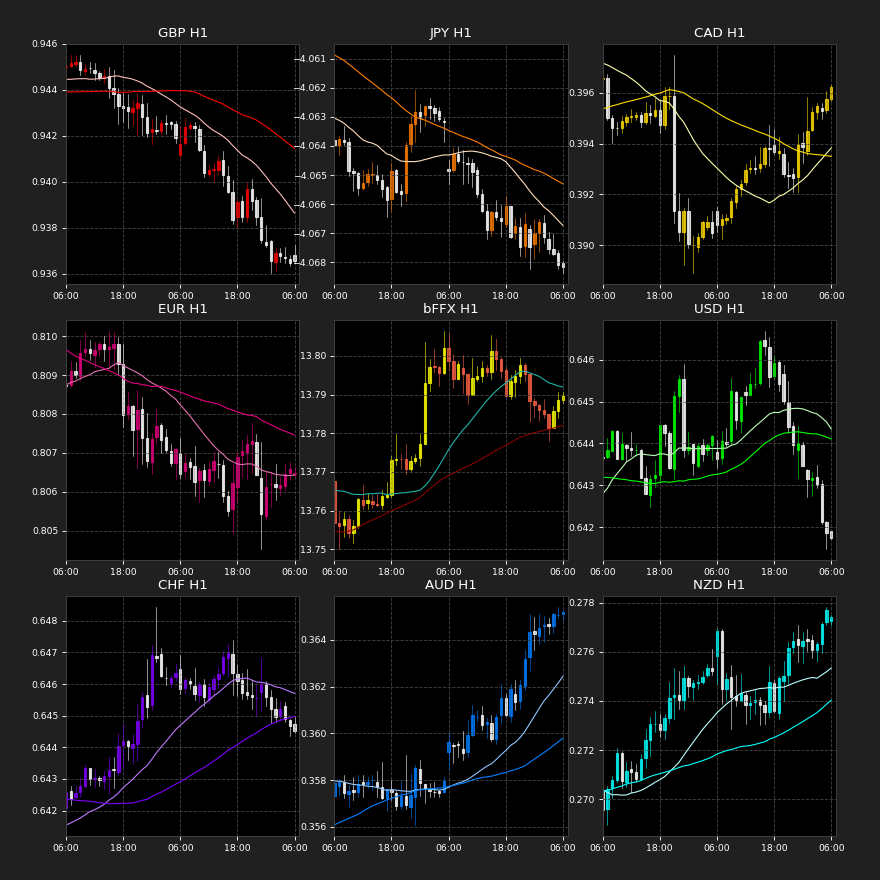 GBP H1
0.946
0.944
0.942
0.940
0.938
0.936
06:00 18:00 06:00 18:00 06:00
JPY H1
−4.061
−4.062
−4.063
−4.064
−4.065
−4.066
−4.067
−4.068
06:00 18:00 06:00 18:00 06:00
CAD H1
0.396
0.394
0.392
0.390
06:00 18:00 06:00 18:00 06:00
EUR H1
0.810
0.809
0.808
0.807
0.806
0.805
06:00 18:00 06:00 18:00 06:00
bFFX H1
13.80
13.79
13.78
13.77
13.76
13.75
06:00 18:00 06:00 18:00 06:00
USD H1
0.646
0.645
0.644
0.643
0.642
06:00 18:00 06:00 18:00 06:00
CHF H1
0.648
0.647
0.646
0.645
0.644
0.643
0.642
06:00 18:00 06:00 18:00 06:00
AUD H1
0.364
0.362
0.360
0.358
0.356
06:00 18:00 06:00 18:00 06:00
NZD H1
0.278
0.276
0.274
0.272
0.270
06:00 18:00 06:00 18:00 06:00